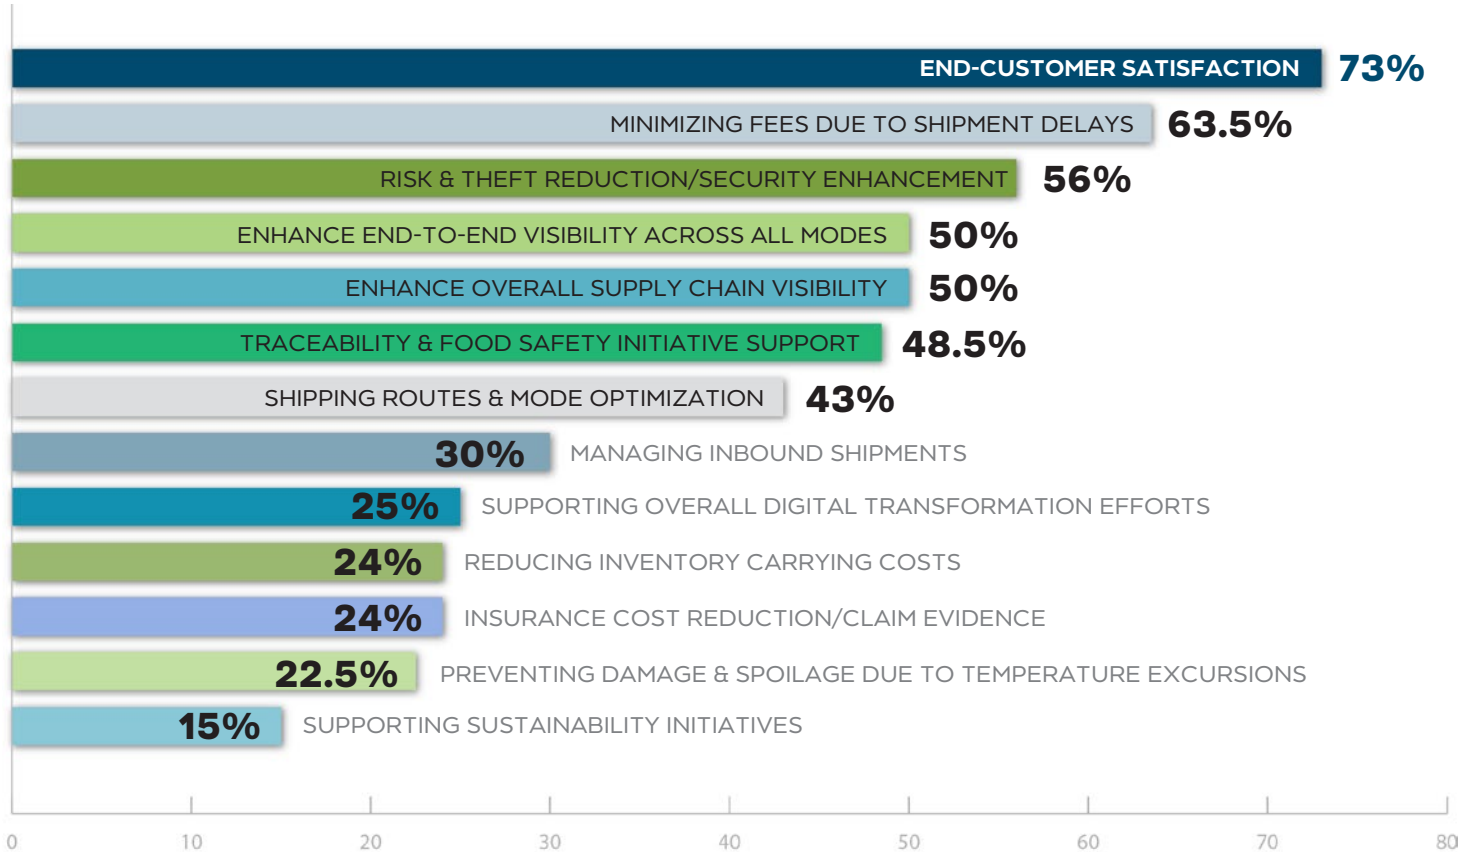 END-CUSTOMER SATISFACTION 73%
MINIMIZING FEES DUE TO SHIPMENT DELAYS 63.5%
RISK & THEFT REDUCTION/SECURITY ENHANCEMENT 56%
ENHANCE END-TO-END VISIBILITY ACROSS ALL MODES 50%
ENHANCE OVERALL SUPPLY CHAIN VISIBILITY 50%
TRACEABILITY & FOOD SAFETY INITIATIVE SUPPORT 48.5%
SHIPPING ROUTES & MODE OPTIMIZATION 43%
30% MANAGING INBOUND SHIPMENTS
25% SUPPORTING OVERALL DIGITAL TRANSFORMATION EFFORTS
24% REDUCING INVENTORY CARRYING COSTS
24% INSURANCE COST REDUCTION/CLAIM EVIDENCE
22.5% PREVENTING DAMAGE & SPOILAGE DUE TO TEMPERATURE EXCURSIONS
15% SUPPORTING SUSTAINABILITY INITIATIVES
0 10 20 30 40 50 60 70 80